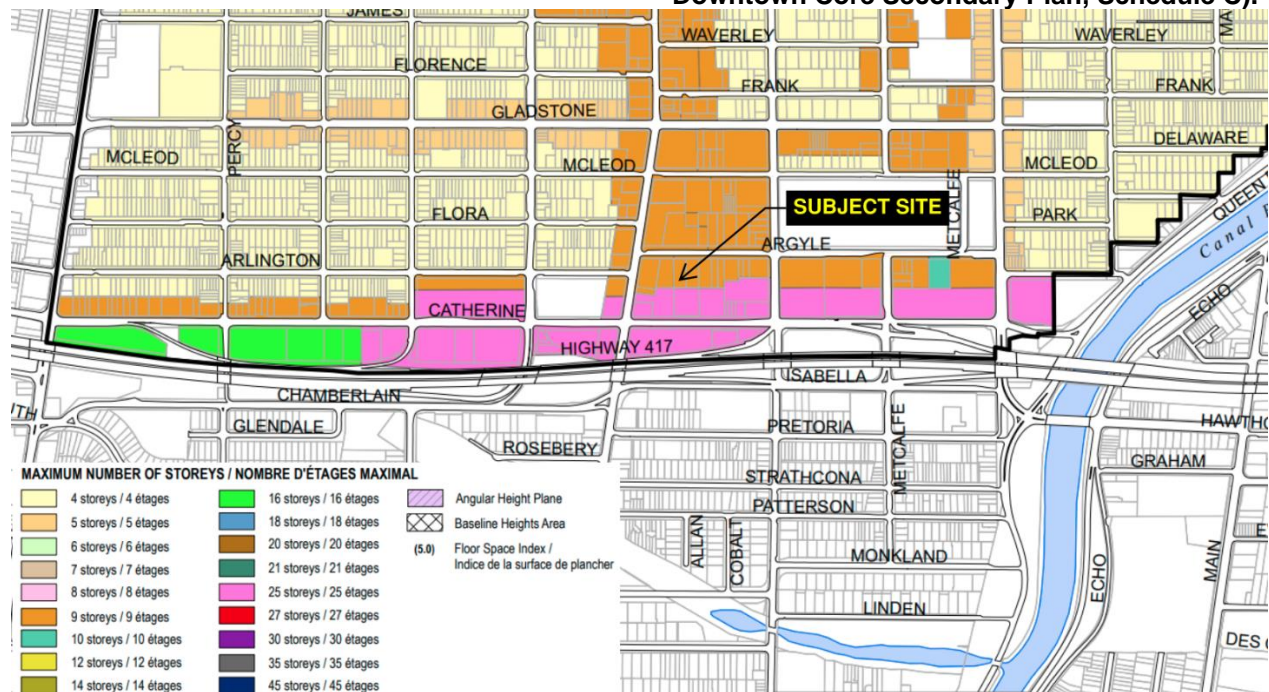 JAMES
WAVERLEY
WAVERLEY
FLORENCE
FRANK
FRANK
GLADSTONE
DELAWARE
MCLEOD
PERCY
MCLEOD
MCLEOD
METCALFE
SUBJECT SITE
FLORA
PARK
QUEEN
ARGYLE
Canal
ARLINGTON
ECHO
CATHERINE
HIGHWAY 417
ISABELLA
CHAMBERLAIN
GLENDALE
PRETORIA
METCALFE
ROSEBERY
GRAHAM
STRATHCONA
PATTERSON
ALLAN
COBALT
MONKLAND
ECHO
MAIN
LINDEN
MAXIMUM NUMBER OF STOREYS / NOMBRE D'ÉTAGES MAXIMAL
4 storeys / 4 étages
5 storeys / 5 étages
6 storeys / 6 étages
7 storeys / 7 étages
8 storeys / 8 étages
9 storeys / 9 étages
10 storeys / 10 étages
12 storeys / 12 étages
14 storeys / 14 étages
16 storeys / 16 étages
18 storeys / 18 étages
20 storeys / 20 étages
21 storeys / 21 étages
25 storeys / 25 étages
27 storeys / 27 étages
30 storeys / 30 étages
35 storeys / 35 étages
45 storeys / 45 étages
Angular Height Plane
Baseline Heights Area
(5.0) Floor Space Index /
Indice de la surface de plancher